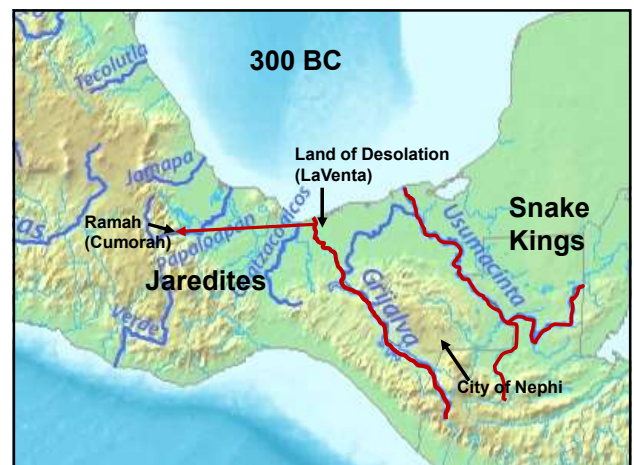 300 BC
Tecolutla
Jamapa
Land of Desolation
(LaVenta)
Ramah
(Cumorah)
Papaloapan
Snake
Kings
Usumacinta
Jaredites
Grijalva
Verde
City of Nephi